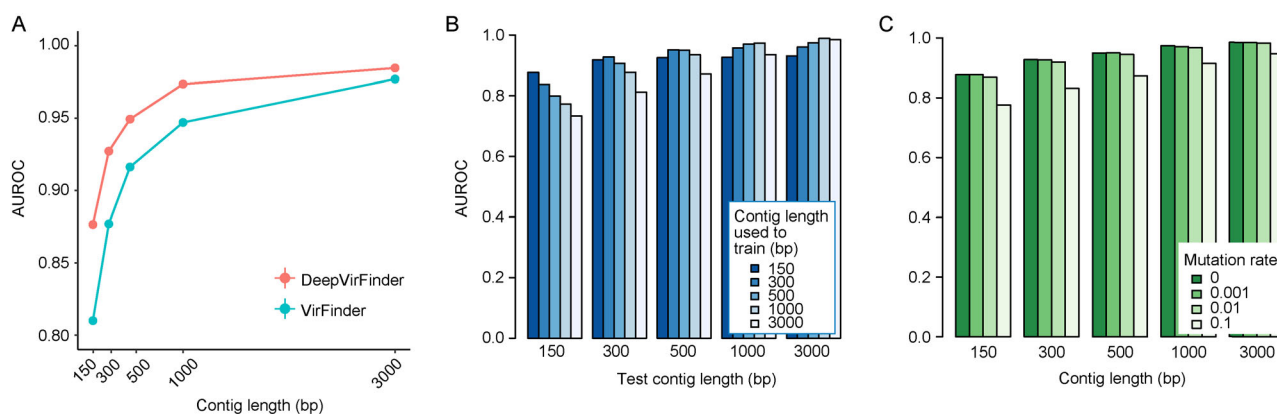 A
1.00
0.95
0.90
0.85
0.80
AUROC
150
300
500
1000
3000
Contig length (bp)
DeepVirFinder
VirFinder
B
1.0
0.8
0.6
0.4
0.2
0.0
AUROC
150
300
500
1000
3000
Test contig length (bp)
Contig length
used to
train (bp)
150
300
500
1000
3000
C
1.0
0.8
0.6
0.4
0.2
0.0
150
300
500
1000
3000
Contig length (bp)
Mutation rate
0
0.001
0.01
0.1